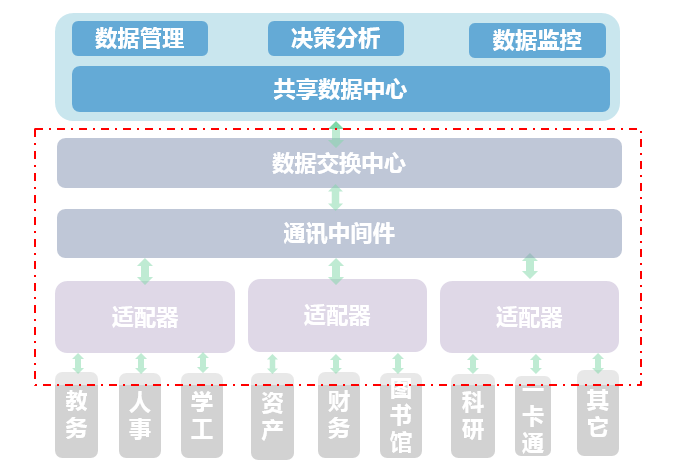 数据管理
决策分析
数据监控
共享数据中心
数据交换中心
通讯中间件
适配器
适配器
适配器
教务
人事
学工
资产
财务
图书馆
科研
一卡通
其它